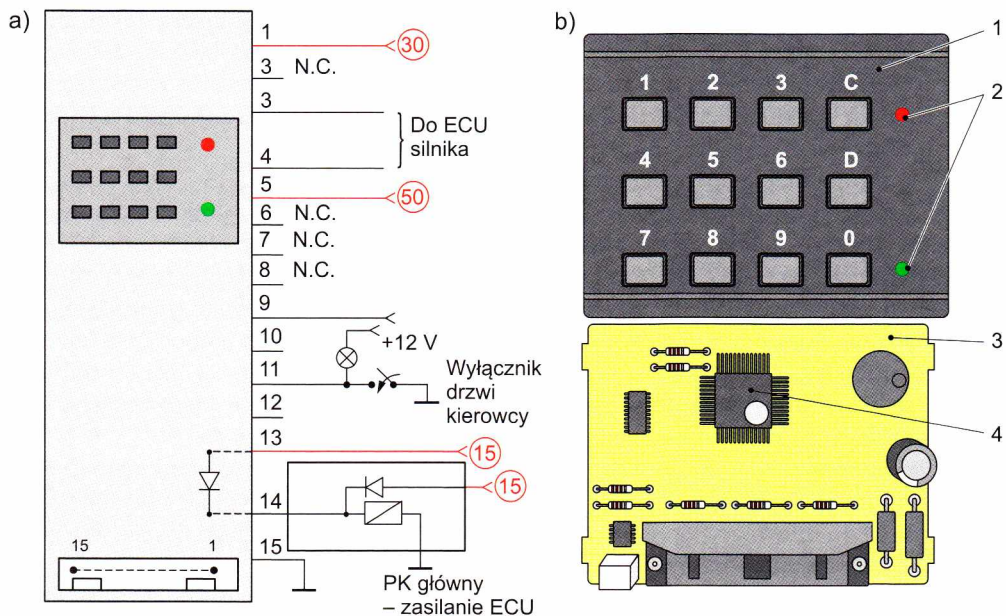 a)
1
30
3 N.C.
3
Do ECU
silnika
4
5
50
6 N.C.
7 N.C.
8 N.C.
9
10
+12 V
11
Wyłącznik
drzwi
kierowcy
12
13
15
15
14
15 1
15
PK główny
– zasilanie ECU
b)
1
1 2 3 C
2
4 5 6 D
7 8 9 0
3
4